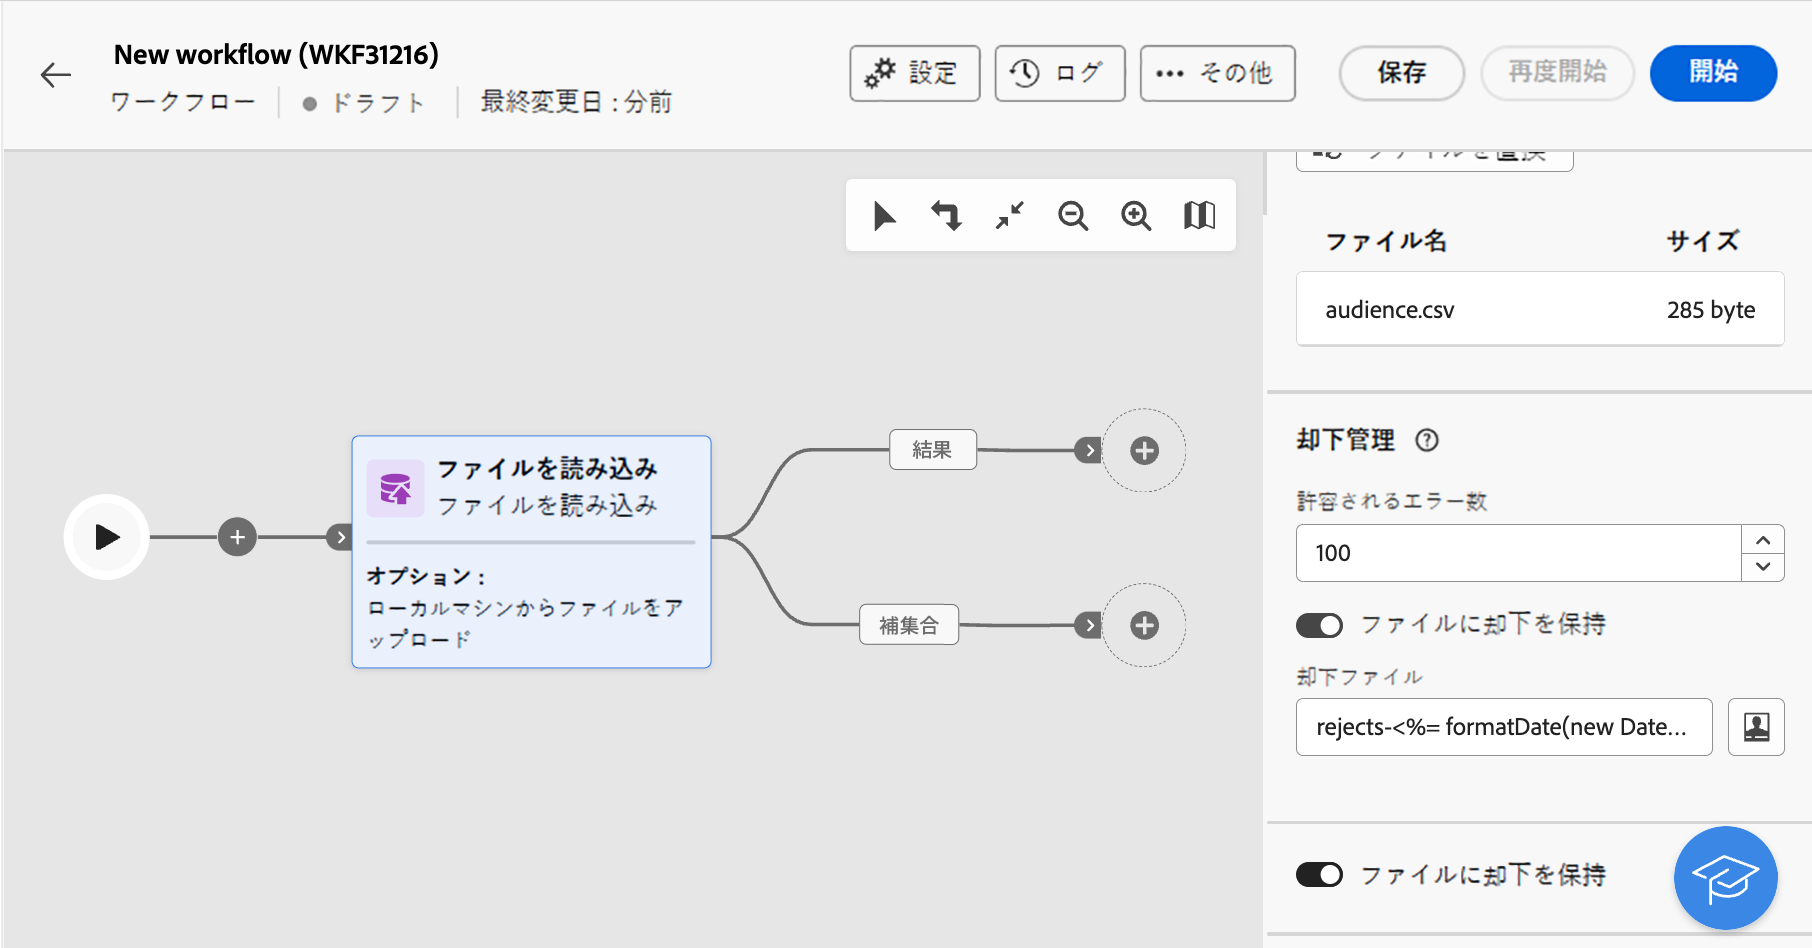 New workflow (WKF31216)
ワークフロー
ドラフト
最終変更日 : 分前
設定
ログ
その他
保存
再度開始
開始
ファイルを置換
ファイル名
サイズ
audience.csv
285 byte
却下管理
許容されるエラー数
100
ファイルに却下を保持
却下ファイル
rejects-<%= formatDate(new Date...
ファイルに却下を保持
ファイルを読み込み
ファイルを読み込み
オプション :
ローカルマシンからファイルをア
ップロード
結果
補集合